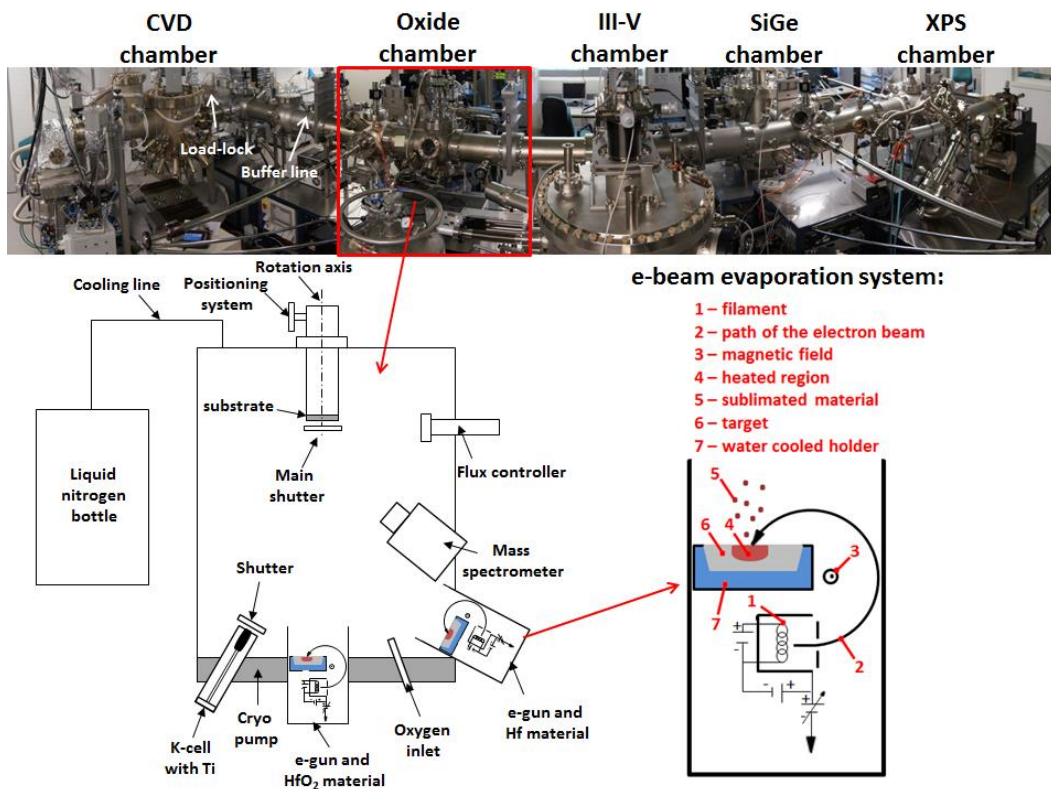 CVD
chamber
Oxide
chamber
III-V
chamber
SiGe
chamber
XPS
chamber
Load-lock
Buffer line
Cooling line
Positioning
system
Rotation axis
substrate
Main
shutter
Flux controller
Liquid
nitrogen
bottle
Mass
spectrometer
Shutter
K-cell
with Ti
Cryo
pump
e-gun and
HfO₂ material
Oxygen
inlet
e-gun and
Hf material
e-beam evaporation system:
1 – filament
2 – path of the electron beam
3 – magnetic field
4 – heated region
5 – sublimated material
6 – target
7 – water cooled holder
5
6
4
3
1
7
2
+
-
-
+
+
-